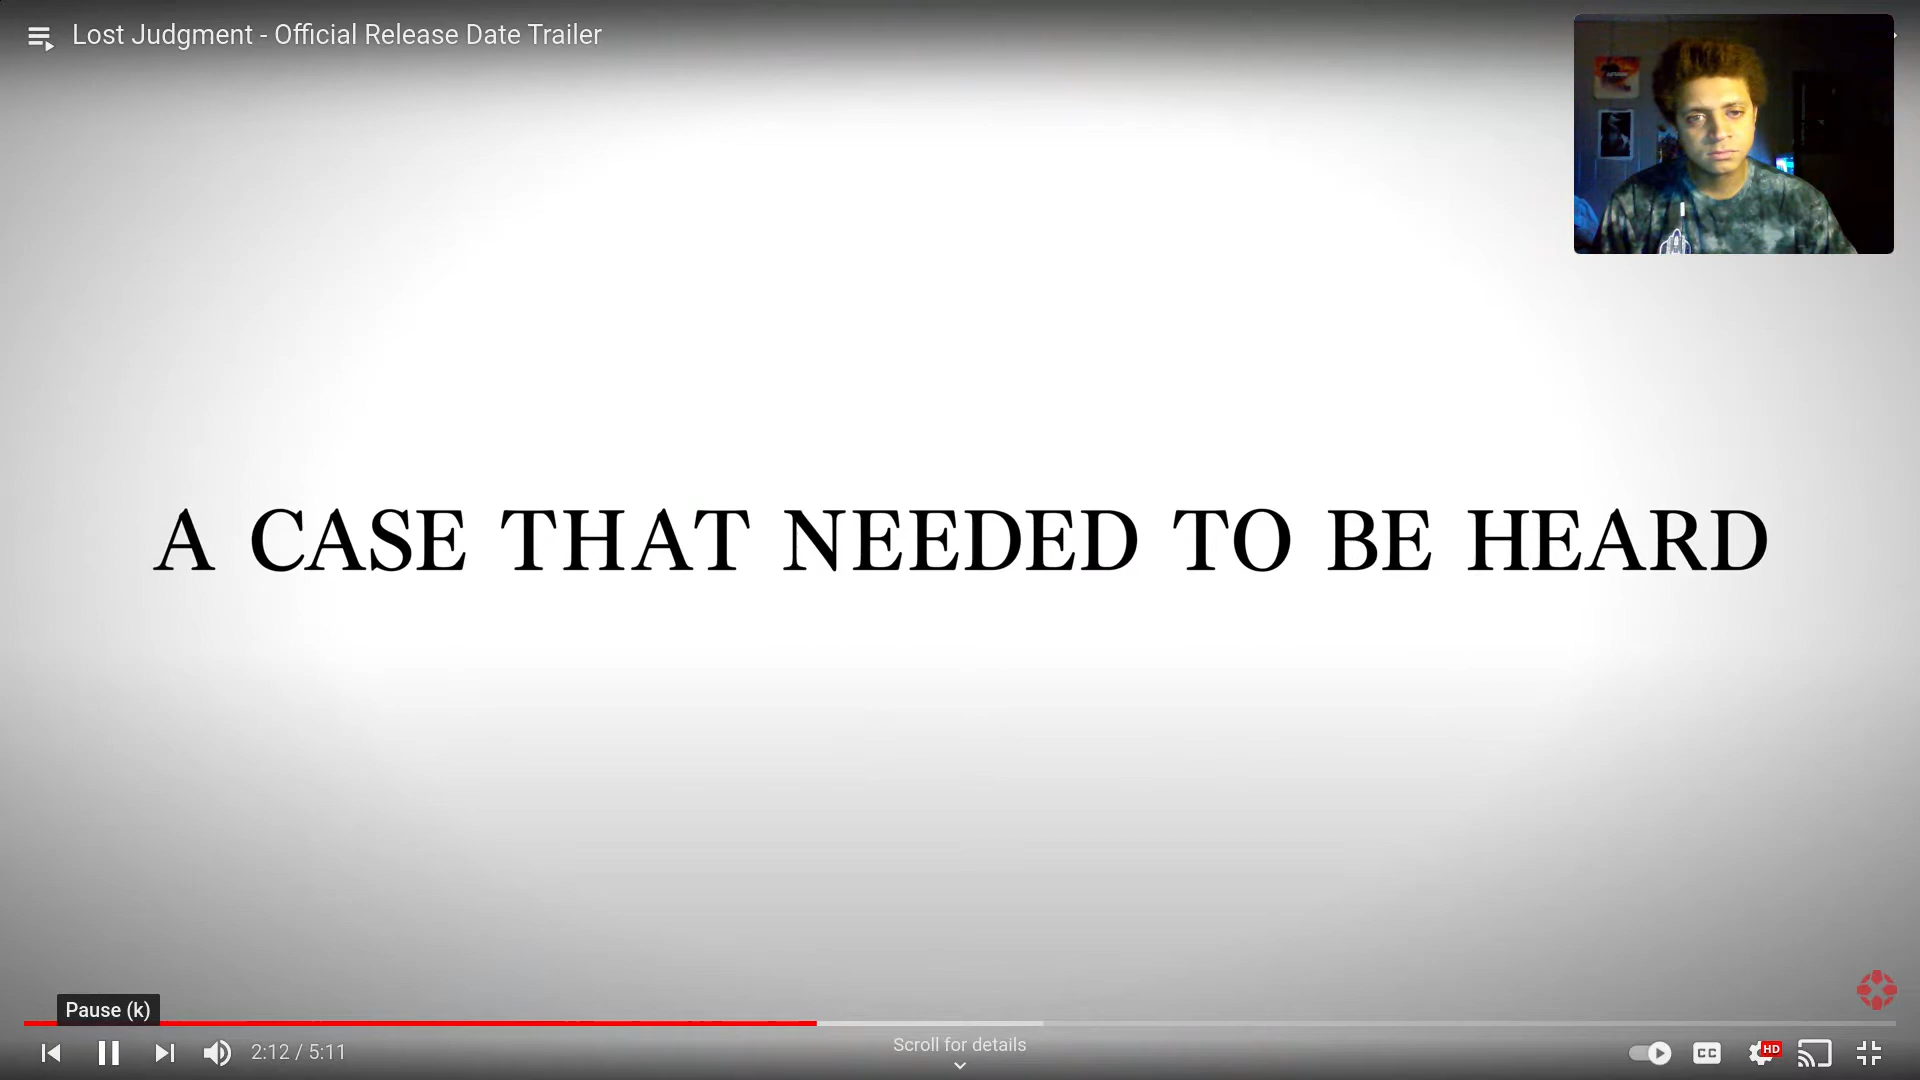 Lost Judgment - Official Release Date Trailer
A CASE THAT NEEDED TO BE HEARD
Pause (k)
2:12 / 5:11
Scroll for details
CC
HD